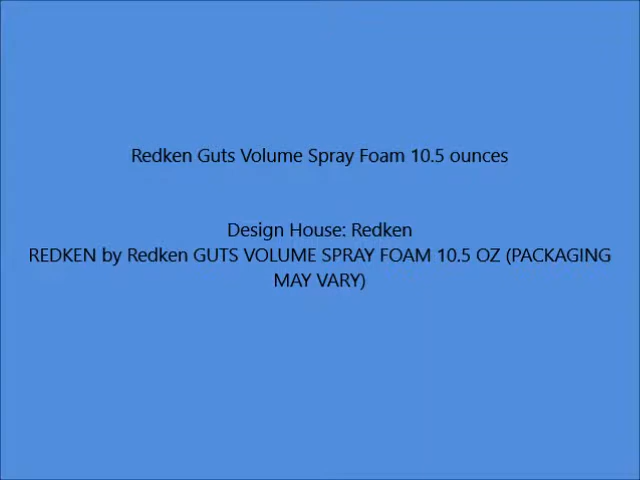 Redken Guts Volume Spray Foam 10.5 ounces
Design House: Redken
REDKEN by Redken GUTS VOLUME SPRAY FOAM 10.5 OZ (PACKAGING
MAY VARY)